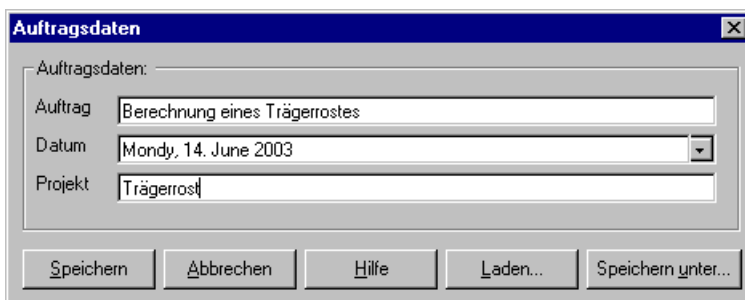 Auftragsdaten
Auftragsdaten:
Auftrag Berechnung eines Trägerrostes
Datum Mondy, 14. June 2003
Projekt Trägerrost
Speichern Abbrechen Hilfe Laden... Speichern unter...